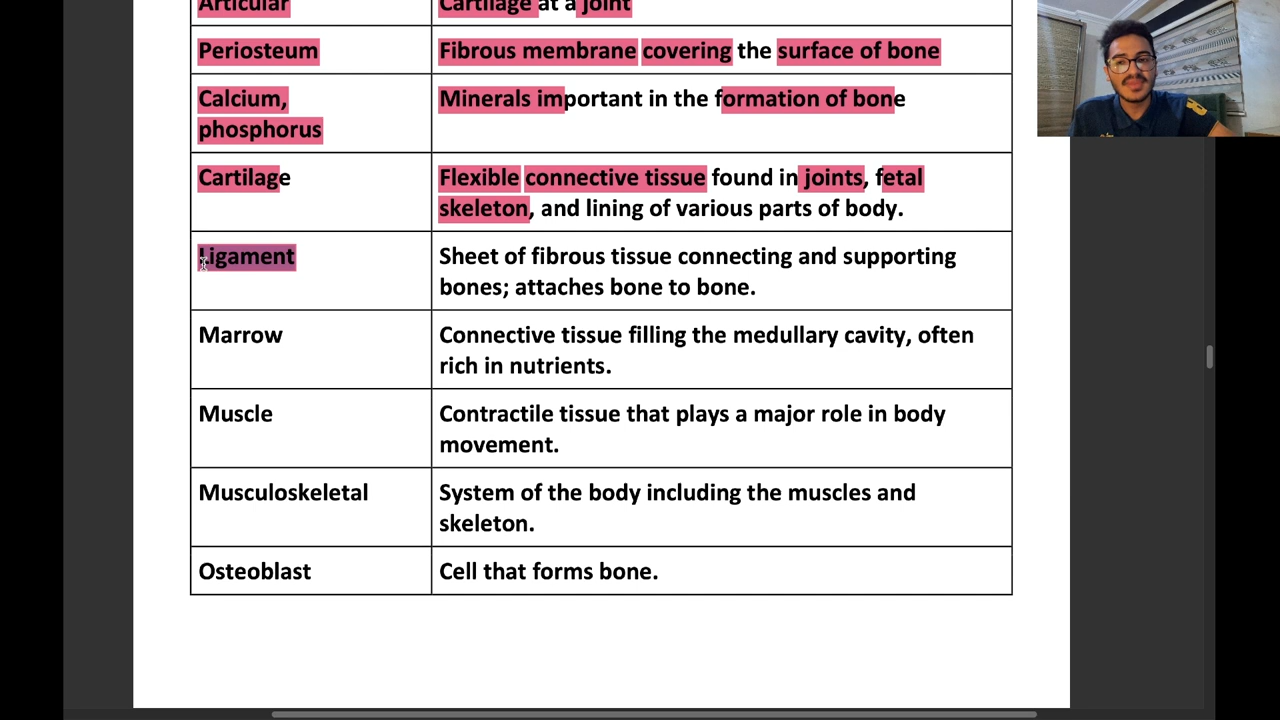 Articular
Cartilage at a joint
Periosteum
Fibrous membrane covering the surface of bone
Calcium,
phosphorus
Minerals important in the formation of bone
Cartilage
Flexible connective tissue found in joints, fetal
skeleton, and lining of various parts of body.
Ligament
Sheet of fibrous tissue connecting and supporting
bones; attaches bone to bone.
Marrow
Connective tissue filling the medullary cavity, often
rich in nutrients.
Muscle
Contractile tissue that plays a major role in body
movement.
Musculoskeletal
System of the body including the muscles and
skeleton.
Osteoblast
Cell that forms bone.